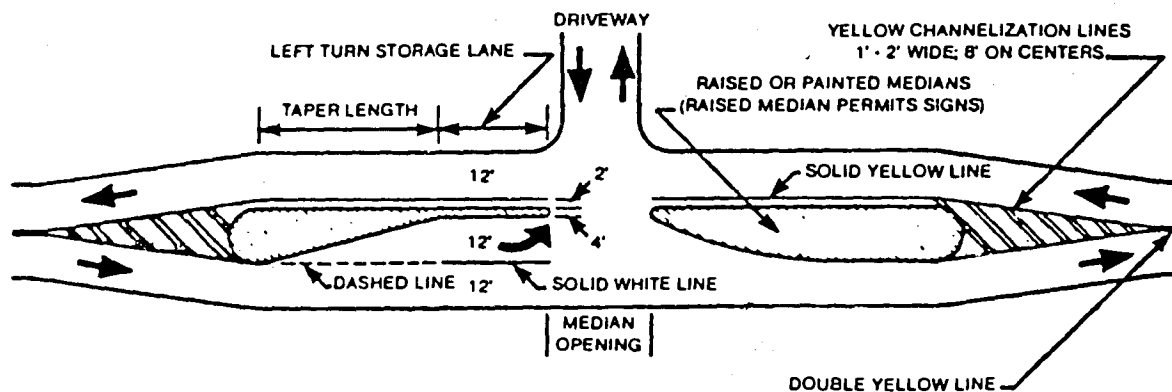 DRIVEWAY
LEFT TURN STORAGE LANE
YELLOW CHANNELIZATION LINES
1' - 2' WIDE; 8' ON CENTERS
RAISED OR PAINTED MEDIANS
(RAISED MEDIAN PERMITS SIGNS)
TAPER LENGTH
12'
2'
SOLID YELLOW LINE
12'
4'
DASHED LINE
12'
SOLID WHITE LINE
MEDIAN
OPENING
DOUBLE YELLOW LINE